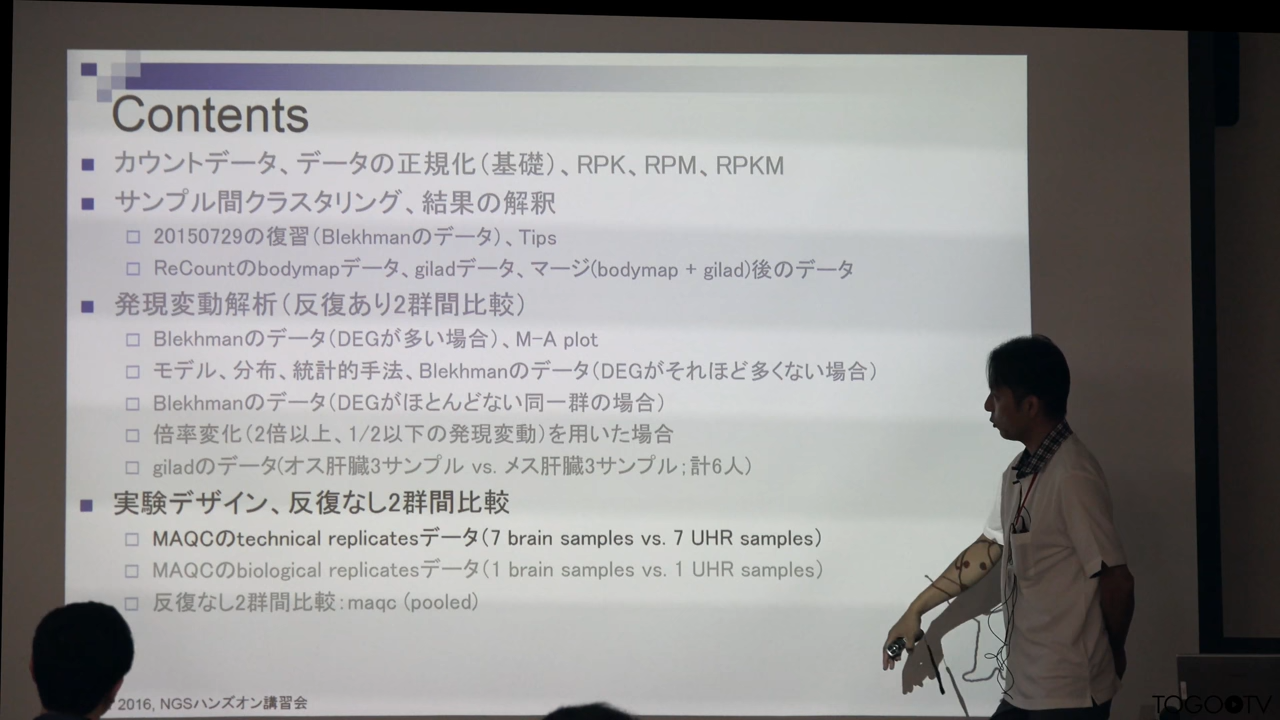 Contents
カウントデータ、データの正規化（基礎）、RPK、RPM、RPKM
サンプル間クラスタリング、結果の解釈
20150729の復習（Blekhmanのデータ）、Tips
ReCountのbodymapデータ、giladデータ、マージ(bodymap + gilad)後のデータ
発現変動解析（反復あり2群間比較）
Blekhmanのデータ（DEGが多い場合）、M-A plot
モデル、分布、統計的手法、Blekhmanのデータ（DEGがそれほど多くない場合）
Blekhmanのデータ（DEGがほとんどない同一群の場合）
倍率変化（2倍以上、1/2以下の発現変動）を用いた場合
giladのデータ(オス肝臓3サンプル vs. メス肝臓3サンプル；計6人)
実験デザイン、反復なし2群間比較
MAQCのtechnical replicatesデータ（7 brain samples vs. 7 UHR samples）
MAQCのbiological replicatesデータ（1 brain samples vs. 1 UHR samples）
反復なし2群間比較：maqc (pooled)
2016, NGSハンズオン講習会
TOGOTV